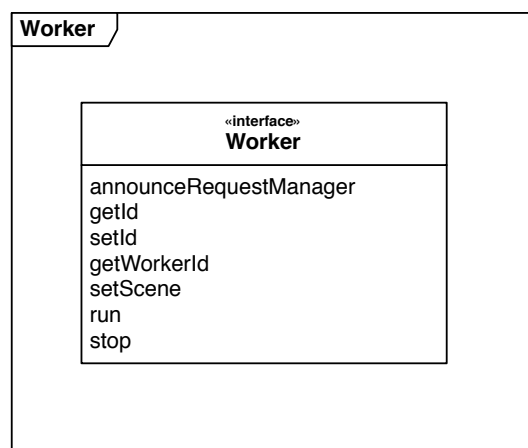 Worker
«interface»
Worker
announceRequestManager
getId
setId
getWorkerId
setScene
run
stop